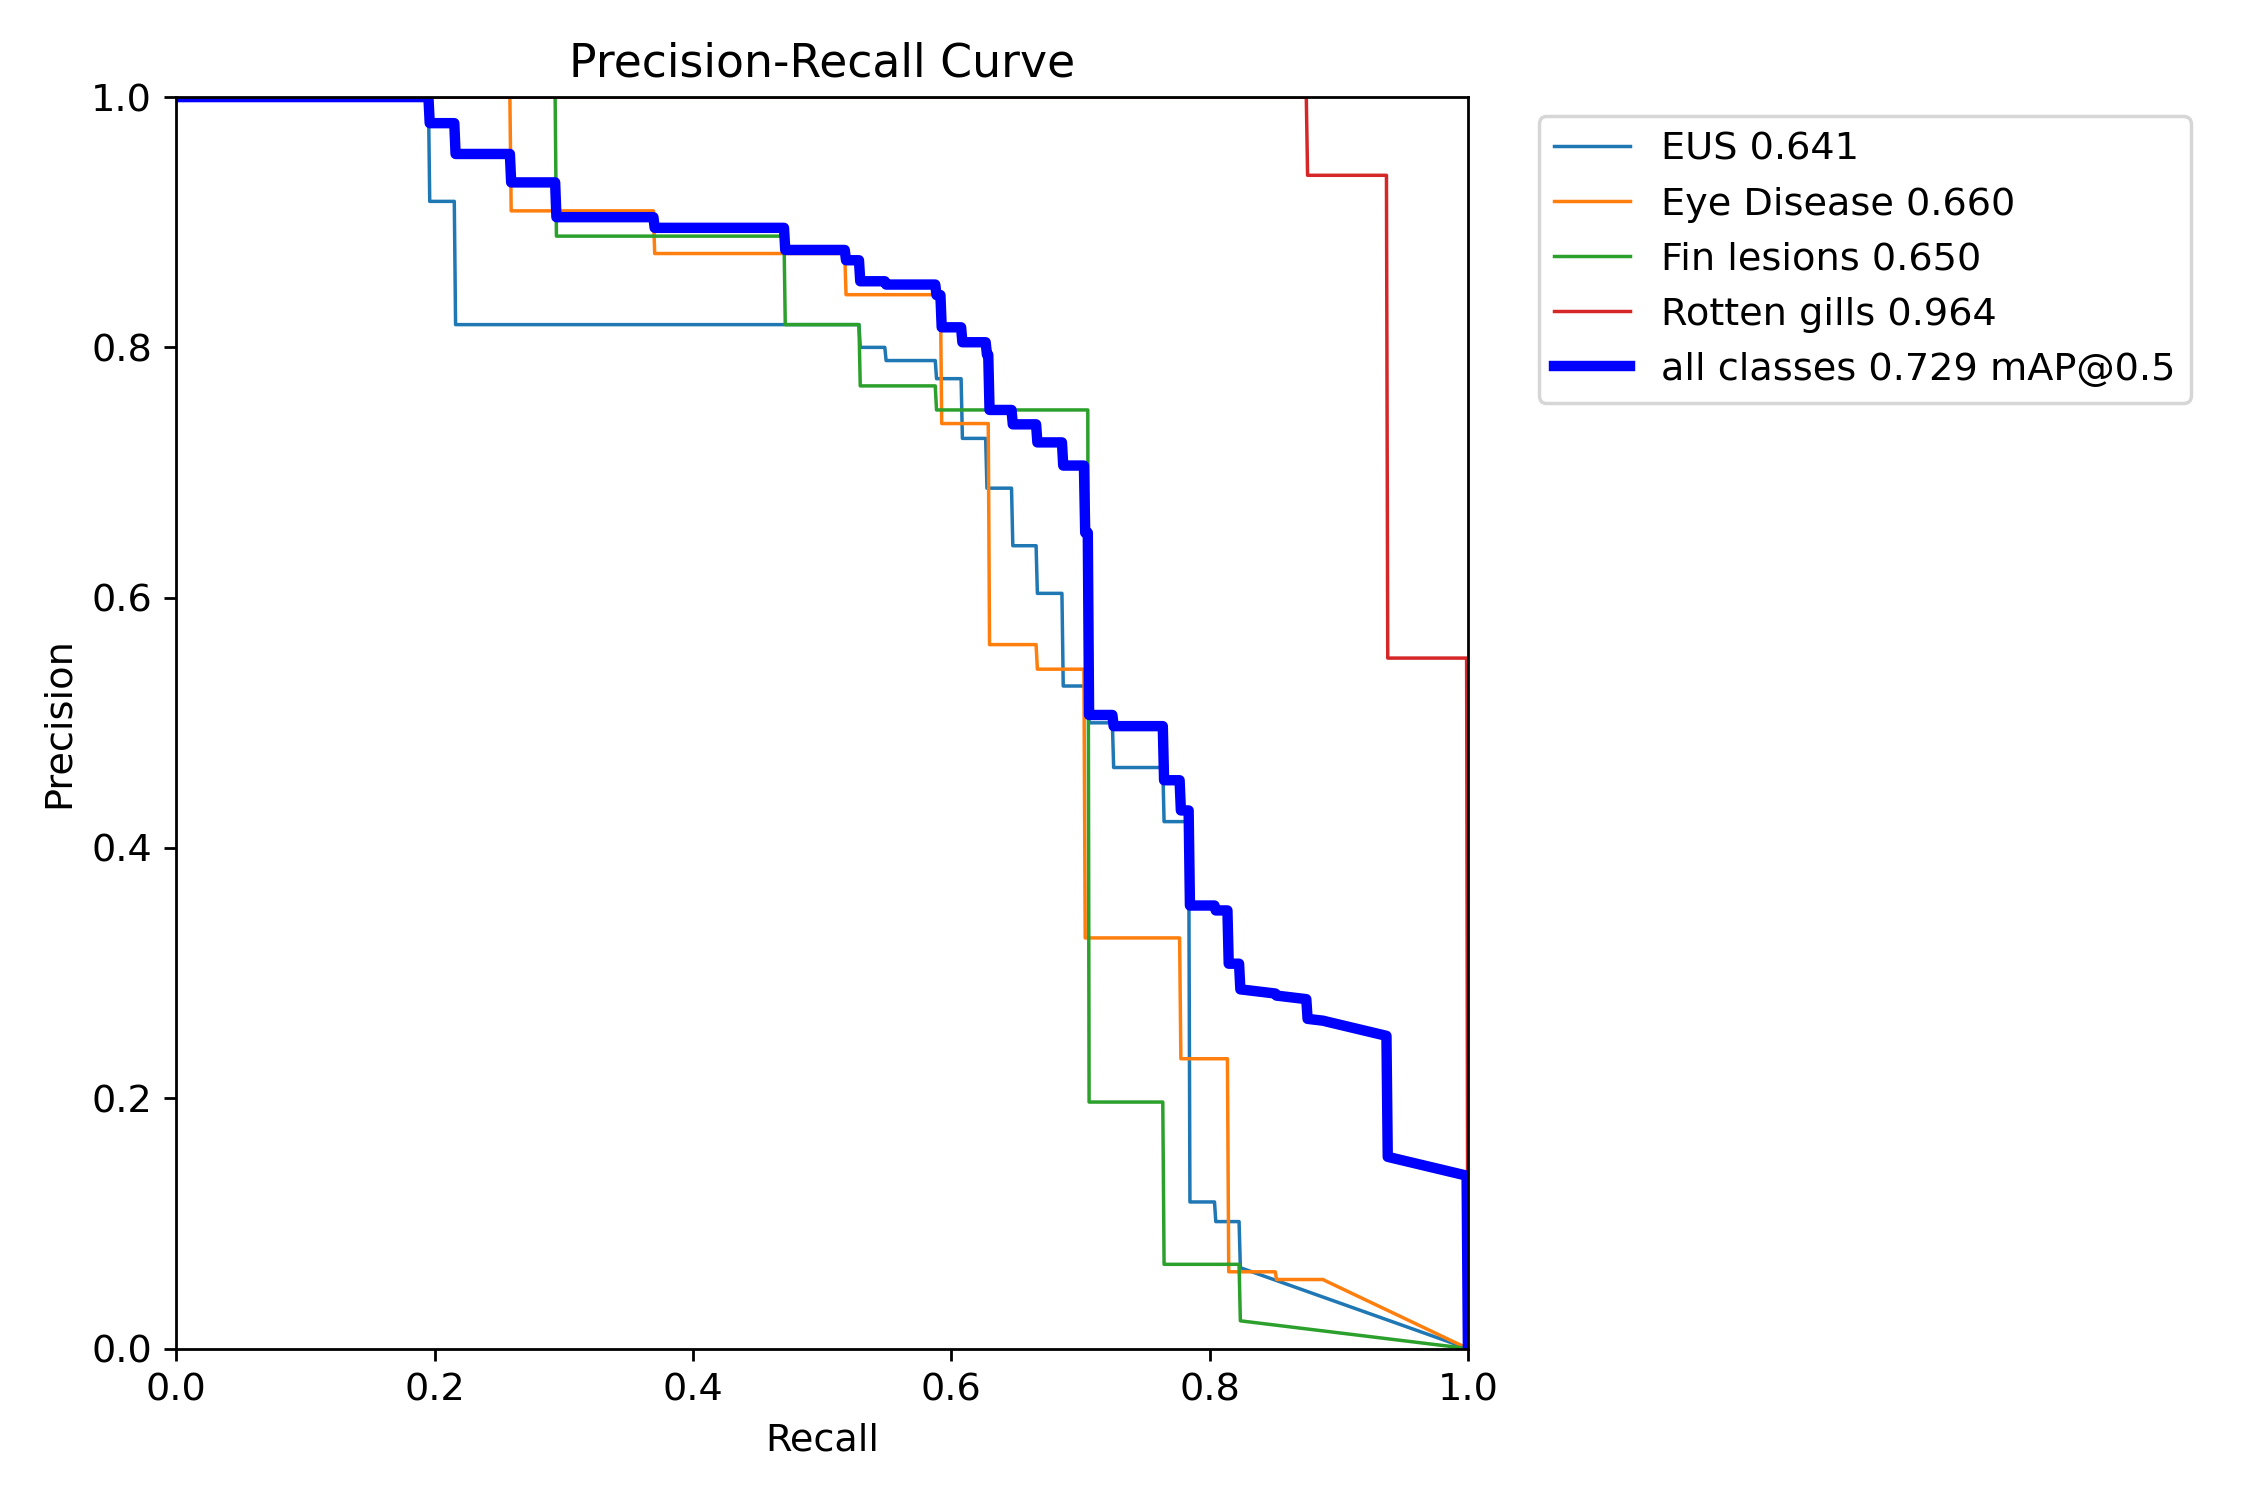 Precision-Recall Curve
1.0
0.8
0.6
0.4
0.2
0.0
Precision
0.0 0.2 0.4 0.6 0.8 1.0
Recall
EUS 0.641
Eye Disease 0.660
Fin lesions 0.650
Rotten gills 0.964
all classes 0.729 mAP@0.5